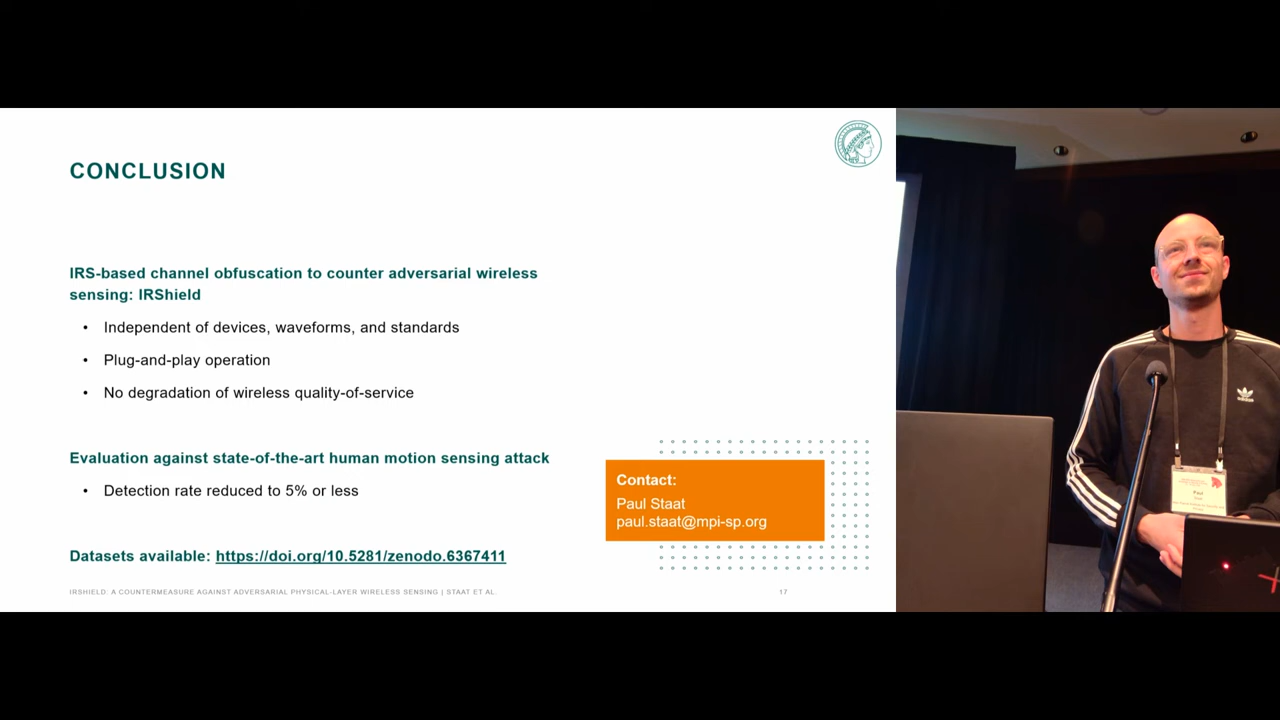 CONCLUSION
IRS-based channel obfuscation to counter adversarial wireless
sensing: IRShield
• Independent of devices, waveforms, and standards
• Plug-and-play operation
• No degradation of wireless quality-of-service
Evaluation against state-of-the-art human motion sensing attack
• Detection rate reduced to 5% or less
Datasets available: https://doi.org/10.5281/zenodo.6367411
Contact:
Paul Staat
paul.staat@mpi-sp.org
IRSHIELD: A COUNTERMEASURE AGAINST ADVERSARIAL PHYSICAL-LAYER WIRELESS SENSING | STAAT ET AL.
17
adidas
Paul